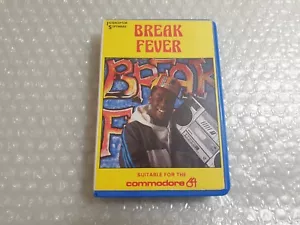 BREAK
FEVER
BREAK
F
SUITABLE FOR THE
commodore 64